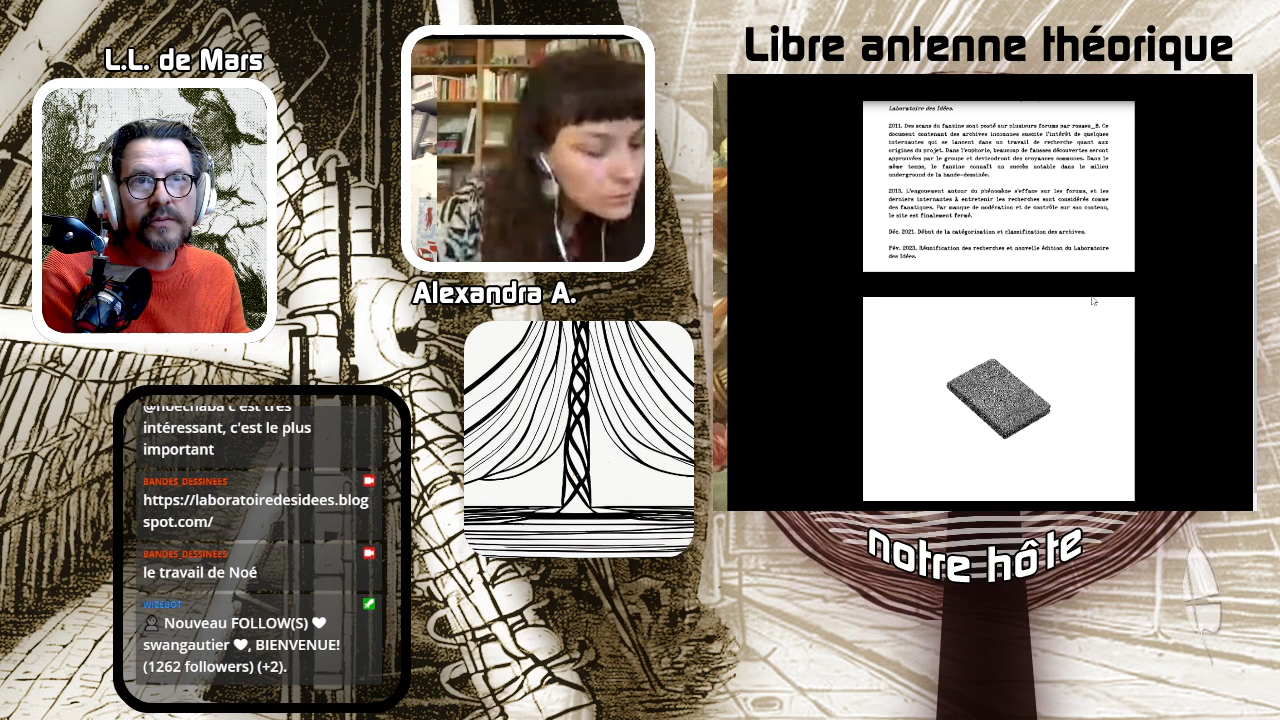 L.L. de Mars
Libre antenne théorique
Alexandra A.
Laboratoire des Idées.
2011. Des scans du fanzine sont posté sur plusieurs forums par rosaes_B. Ce
document contenant des archives inconnues suscite l'intérêt de quelques
internautes qui se lancent dans un travail de recherche quant aux
origines du projet. Dans l'euphorie, beaucoup de fausses découvertes seront
approuvées par le groupe et deviendront des croyances communes. Dans le
même temps, le fanzine connaît un succès notable dans le milieu
underground de la bande-dessinée.
2013. L'engouement autour du phénomène s'efface sur les forums, et les
derniers internautes à entretenir les recherches sont considérés comme
des fanatiques. Par manque de modération et de contrôle sur son contenu,
le site est finalement fermé.
Déc. 2021. Début de la catégorisation et classification des archives.
Fév. 2023. Réunification des recherches et nouvelle édition du Laboratoire
des Idées.
@noechaba c'est très
intéressant, c'est le plus
important
BANDES_DESSINEES
https://laboratoiredesidees.blog
spot.com/
BANDES_DESSINEES
le travail de Noé
WIZEBOT
Nouveau FOLLOW(S) ♥
swangautier ♥, BIENVENUE!
(1262 followers) (+2).
notre hôte